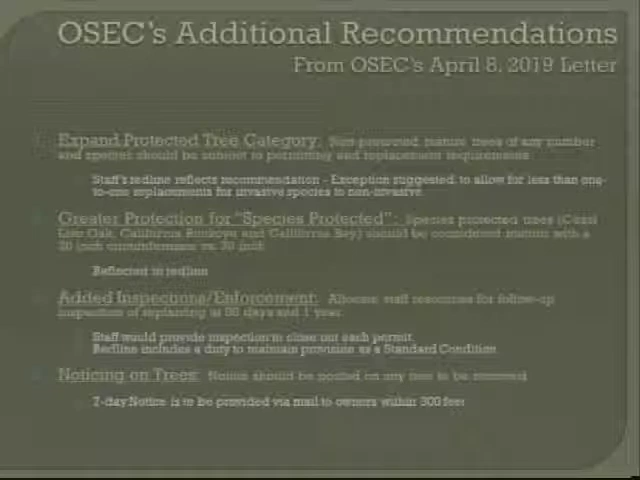 OSEC's Additional Recommendations
From OSEC's April 8, 2019 Letter
Expand Protected Tree Category: Non-protected, mature trees of any number
and species should be subject to permitting and replacement requirements
Staff's redline reflects recommendation - Exception suggested, to allow for less than one-
to-one replacements for invasive species to non-invasive.
Greater Protection for "Species Protected": Species protected trees (Coast
Live Oak, California Buckeye and California Bay) should be considered mature with a
20 inch circumference vs. 30 inch
Reflected in redline
Added Inspections/Enforcement: Allocate staff resources for follow-up
inspection of replanting at 90 days and 1 year.
Staff would provide inspection to close out each permit.
Redline includes a duty to maintain provision as a Standard Condition
Noticing on Trees: Notice should be posted on any tree to be removed
7-day Notice is to be provided via mail to owners within 300 feet